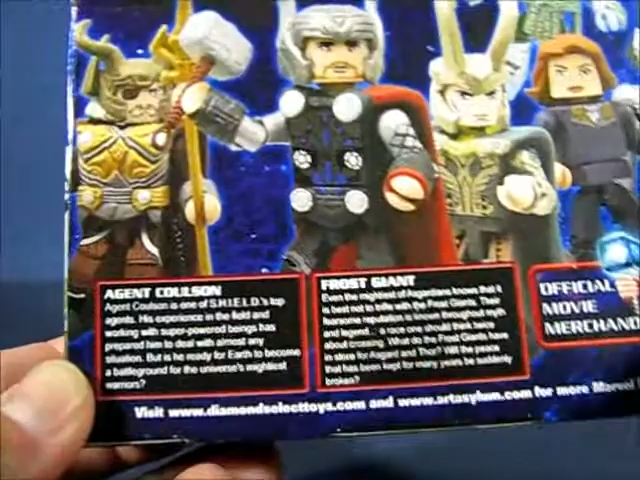 AGENT COULSON
Agent Coulson is one of S.H.I.E.L.D.'s top
agents. His experience in the field and
working with super-powered beings has
prepared him to deal with almost any
situation. But is he ready for Earth to become
a battleground for the universe's mightiest
warriors?
FROST GIANT
Even the mightiest of Asgardians knows that it
is best not to trifle with the Frost Giants. Their
fearsome reputation is known throughout myth
and legend
a race one should think twice
about crossing. What do the Frost Giants have
in store for Asgard and Thor? Will the peace
that has been kept for many years be suddenly
broken?
OFFICIAL
MOVIE
MERCHAN
Visit www.diamondselecttoys.com and www.artasylum.com for more Marvel